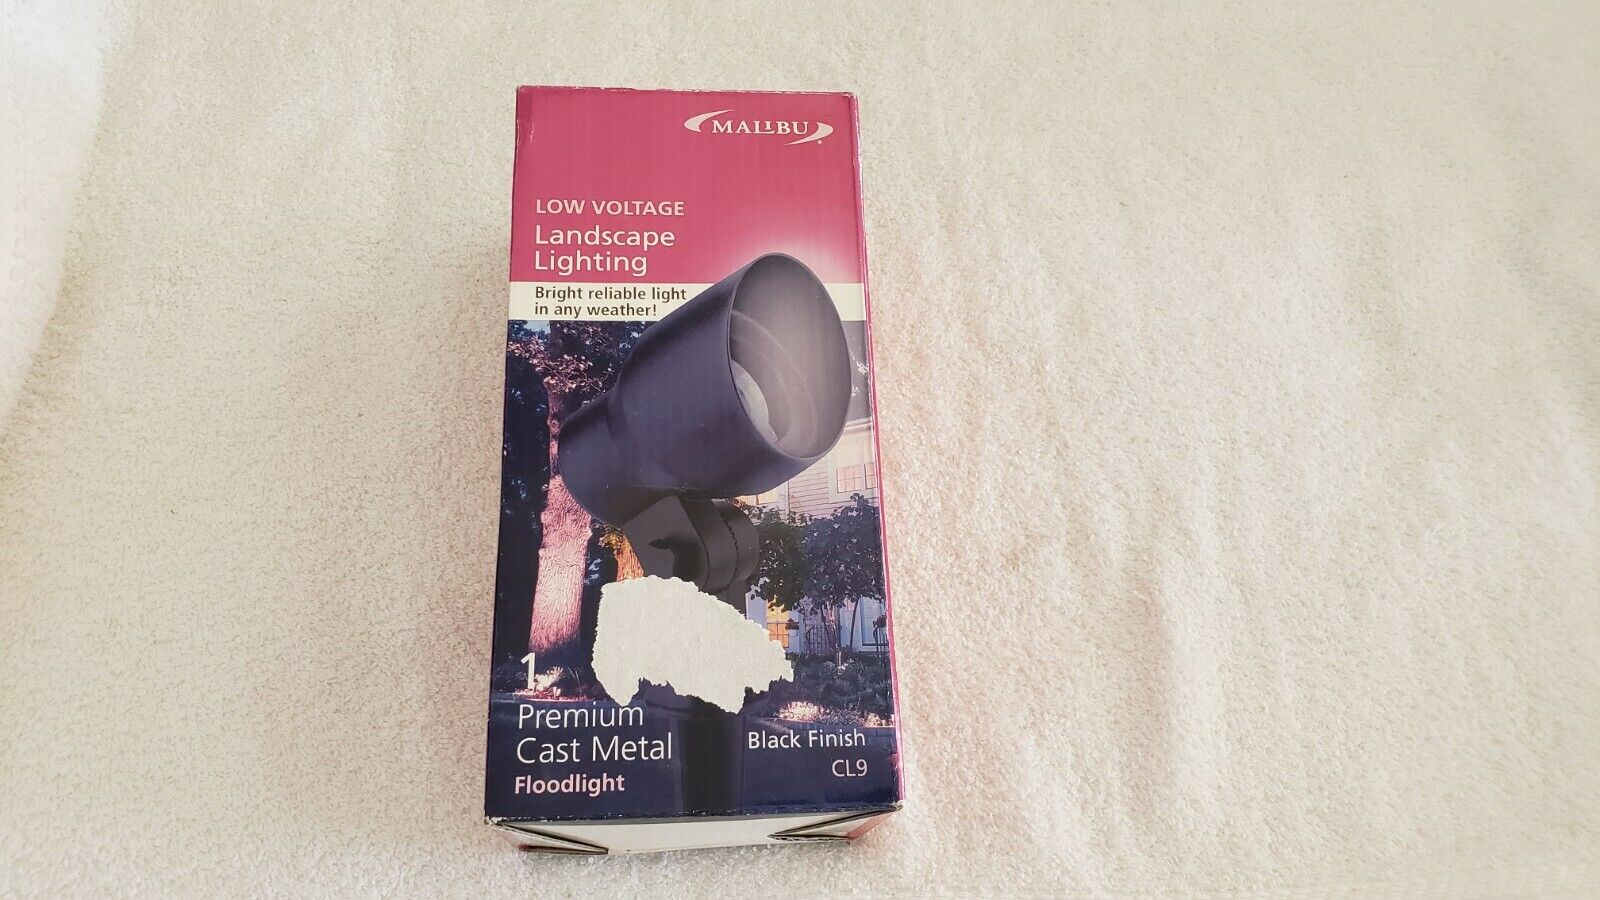 MALIBU
LOW VOLTAGE
Landscape
Lighting
Bright reliable light
in any weather!
1
Premium
Cast Metal
Floodlight
Black Finish
CL9